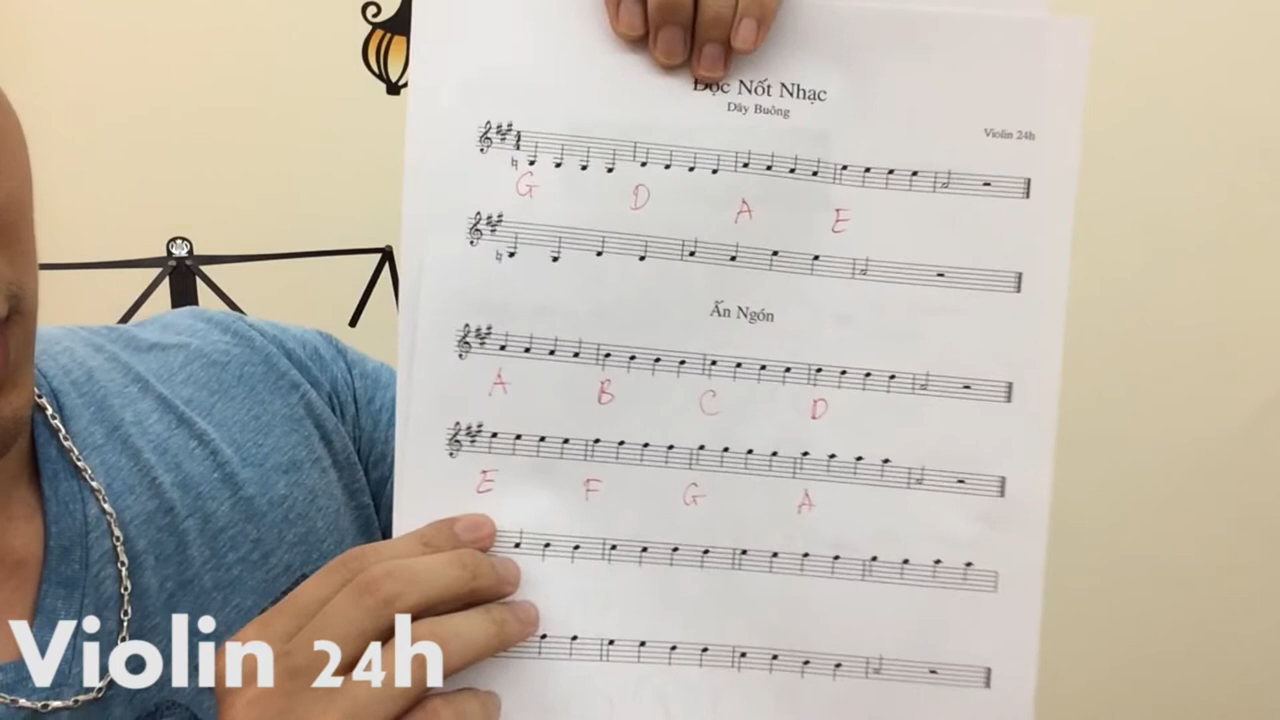 Đọc Nốt Nhạc
Dây Buông
Violin 24h
G D A E
Ấn Ngón
A B C D
E F G A
Violin 24h